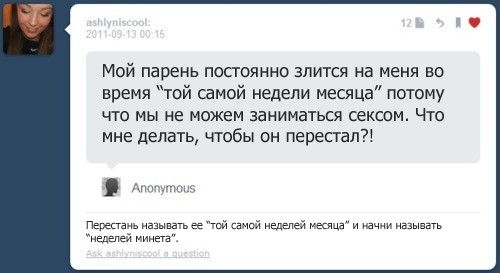 ashlyniscool:
12
2011-09-13 00:15
Мой парень постоянно злится на меня во
время “той самой недели месяца” потому
что мы не можем заниматься сексом. Что
мне делать, чтобы он перестал?!
Anonymous
Перестань называть ее “той самой неделей месяца” и начни называть
“неделей минета”.
Ask ashlyniscool a question